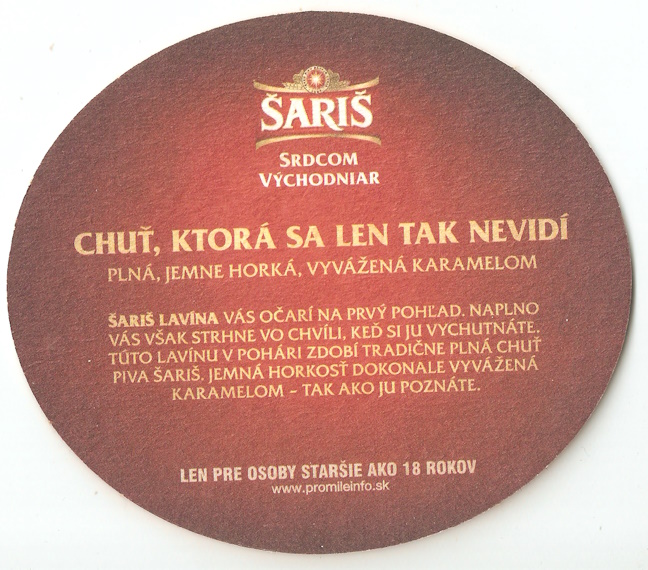 ŠARIŠ
SRDCOM
VÝCHODNIAR
CHUŤ, KTORÁ SA LEN TAK NEVIDÍ
PLNÁ, JEMNE HORKÁ, VYVÁŽENÁ KARAMELOM
ŠARIŠ LAVÍNA VÁS OČARÍ NA PRVÝ POHĽAD. NAPLNO
VÁS VŠAK STRHNE VO CHVÍLI, KEĎ SI JU VYCHUTNÁTE.
TÚTO LAVÍNU V POHÁRI ZDOBÍ TRADIČNE PLNÁ CHUŤ
PIVA ŠARIŠ. JEMNÁ HORKOSŤ DOKONALE VYVÁŽENÁ
KARAMELOM – TAK AKO JU POZNÁTE.
LEN PRE OSOBY STARŠIE AKO 18 ROKOV
www.promileinfo.sk